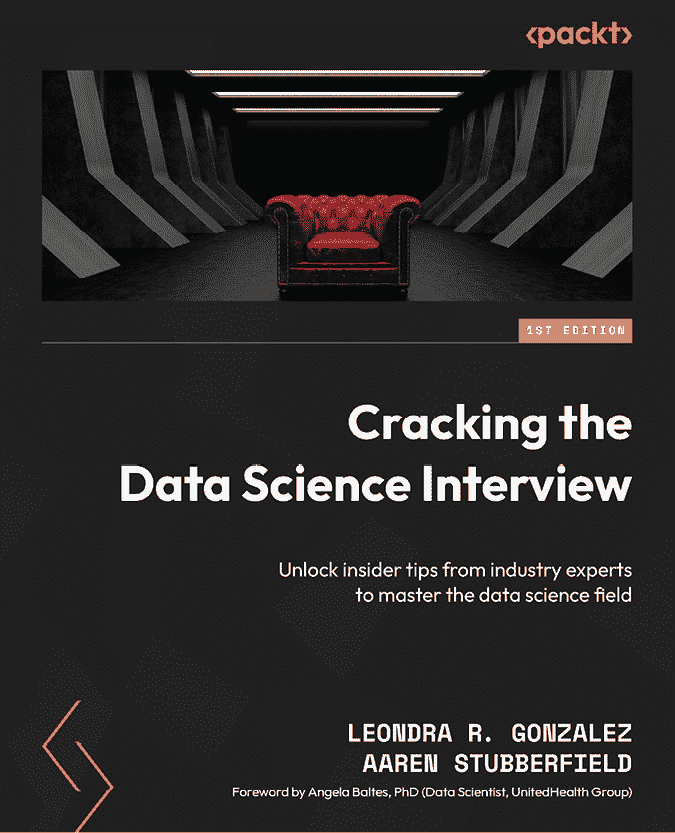 <packt>
1ST EDITION
Cracking the
Data Science Interview
Unlock insider tips from industry experts
to master the data science field
LEONDRA R. GONZALEZ
AAREN STUBBERFIELD
Foreword by Angela Baltes, PhD (Data Scientist, UnitedHealth Group)